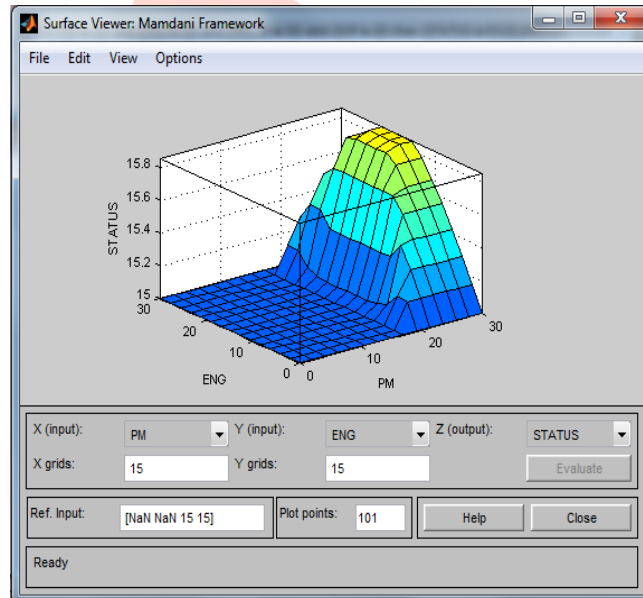 Surface Viewer: Mamdani Framework
File Edit View Options
15.8
15.6
15.4
15.2
15
STATUS
30
20
10
0
ENG
0
10
20
30
PM
X (input): PM Y (input): ENG Z (output): STATUS
X grids: 15 Y grids: 15 Evaluate
Ref. Input: [NaN NaN 15 15] Plot points: 101 Help Close
Ready